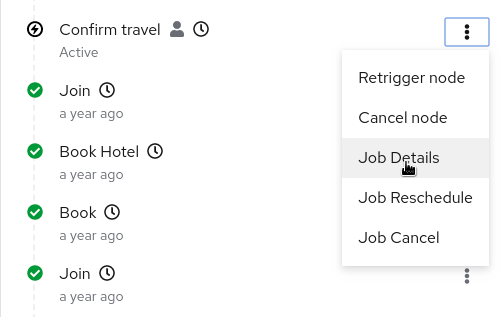 Confirm travel
Active
Retrigger node
Join
a year ago
Cancel node
Book Hotel
a year ago
Job Details
Job Reschedule
Book
a year ago
Job Cancel
Join
a year ago